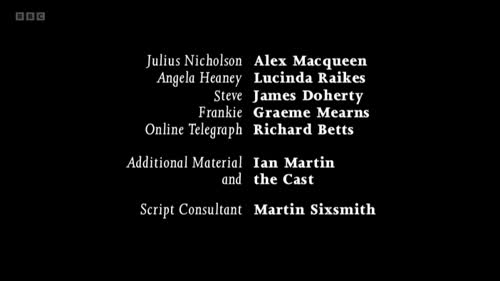 BBC
Julius Nicholson Alex Macqueen
Angela Heaney Lucinda Raikes
Steve James Doherty
Frankie Graeme Mearns
Online Telegraph Richard Betts
Additional Material Ian Martin
and the Cast
Script Consultant Martin Sixsmith